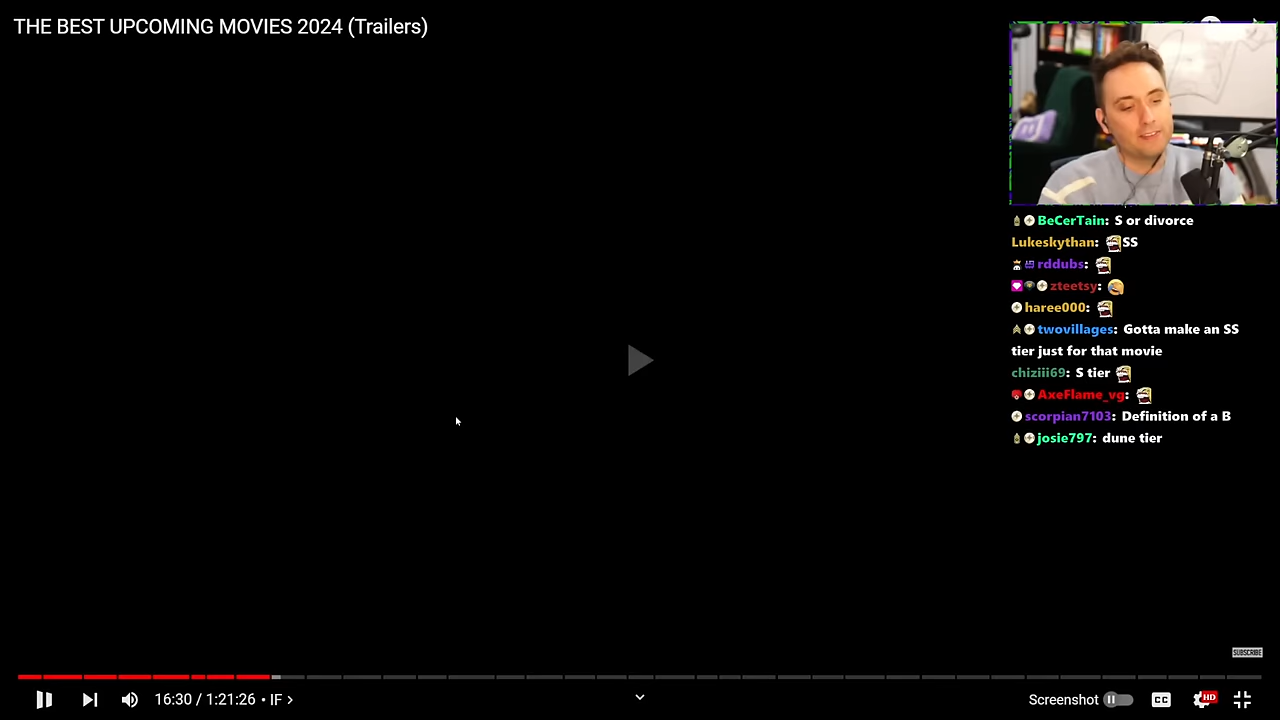 THE BEST UPCOMING MOVIES 2024 (Trailers)
BeCerTain: S or divorce
Lukeskythan: SS
rddubs:
zteetsy:
haree000:
twovillages: Gotta make an SS
tier just for that movie
chiziii69: S tier
AxeFlame_vg:
scorpian7103: Definition of a B
josie797: dune tier
SUBSCRIBE
16:30 / 1:21:26 • IF >
Screenshot
CC
HD